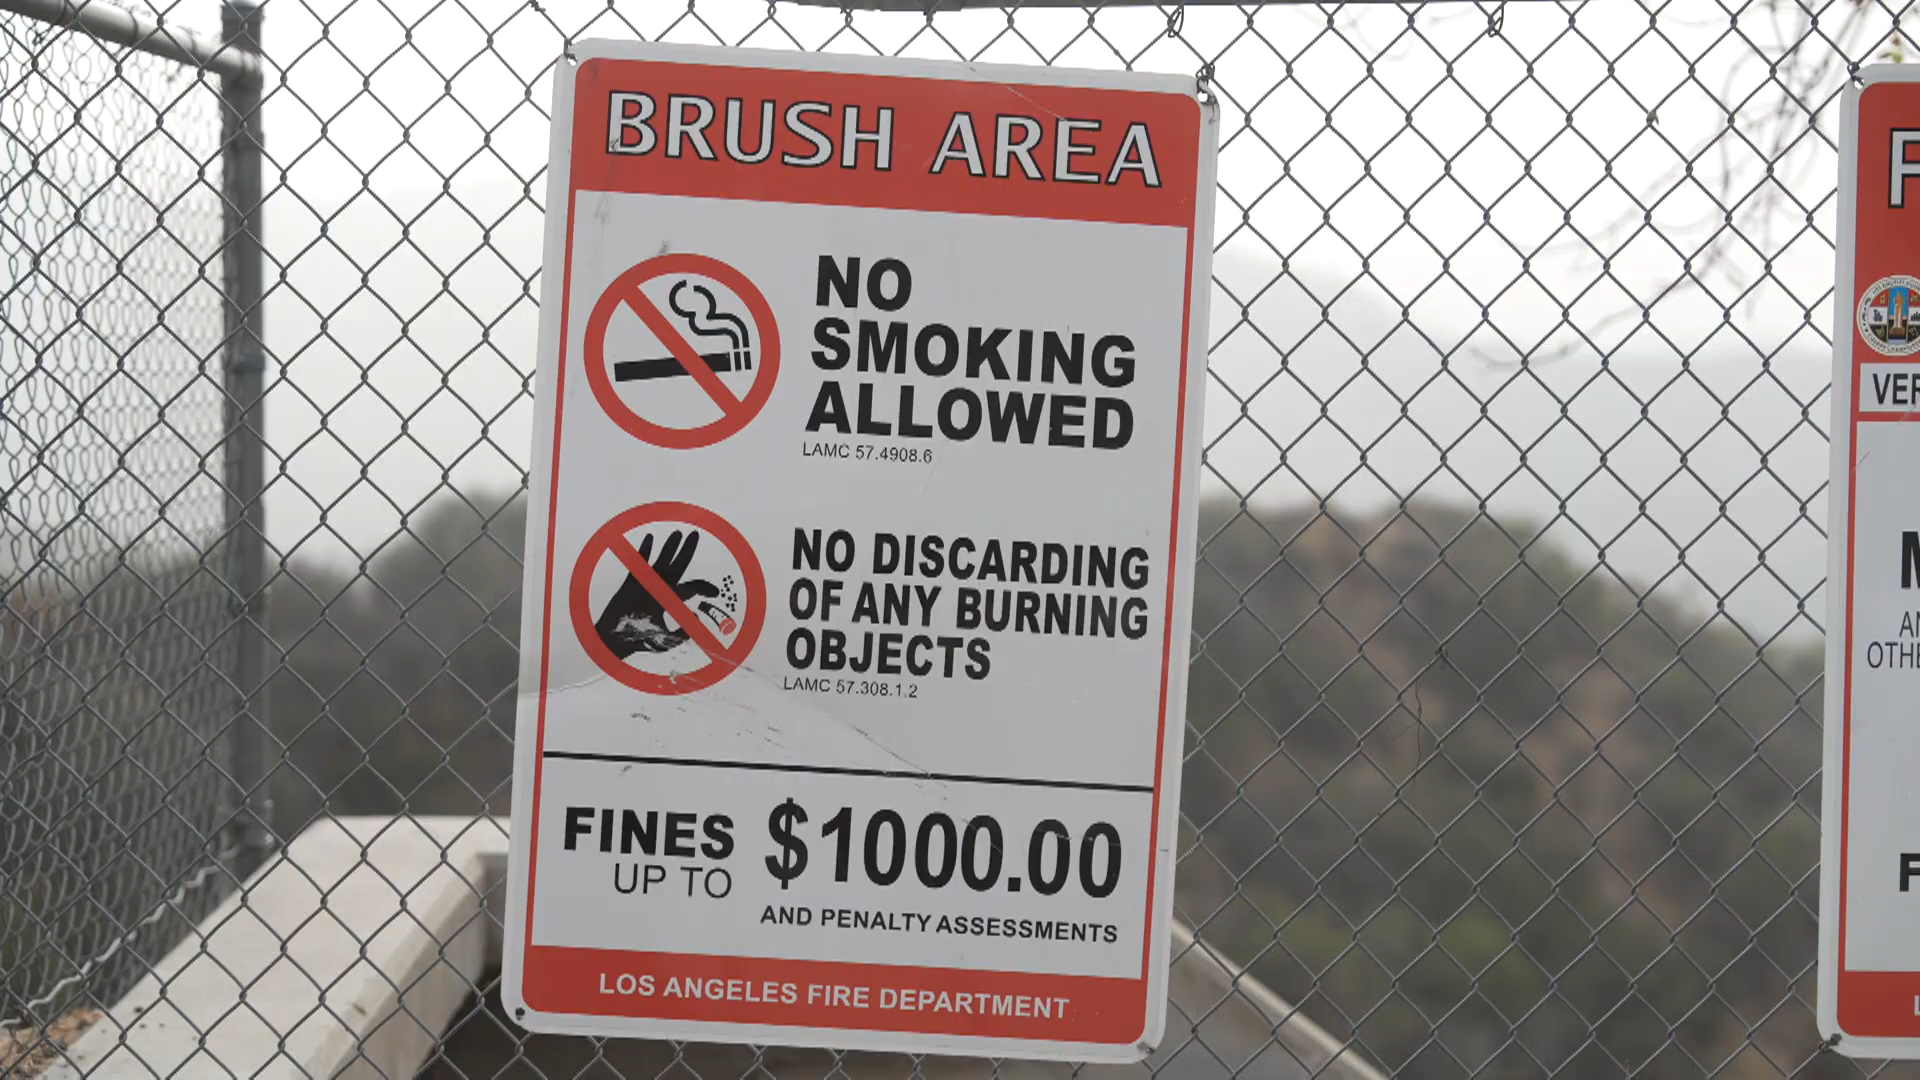 BRUSH AREA
NO
SMOKING
ALLOWED
LAMC 57.4908.6
NO DISCARDING
OF ANY BURNING
OBJECTS
LAMC 57.308.1.2
FINES
UP TO
$1000.00
AND PENALTY ASSESSMENTS
LOS ANGELES FIRE DEPARTMENT